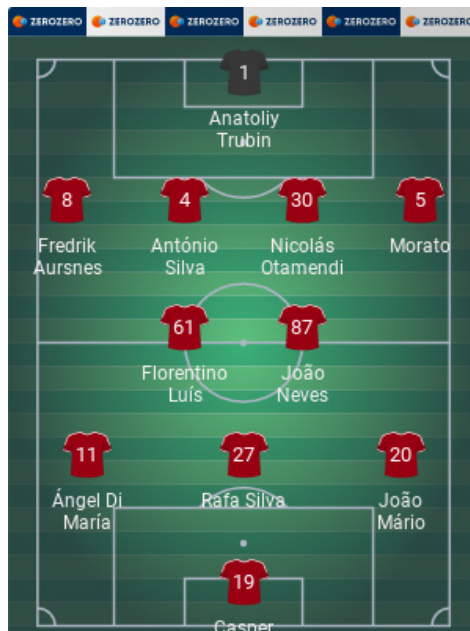 ZEROZERO ZEROZERO ZEROZERO ZEROZERO ZEROZERO ZEROZERO
1
Anatoliy
Trubin
8 4 30 5
Fredrik António Nicolás Morato
Aursnes Silva Otamendi
61 87
Florentino João
Luís Neves
11 27 20
Ángel Di Rafa Silva João
María Mário
19
Casper